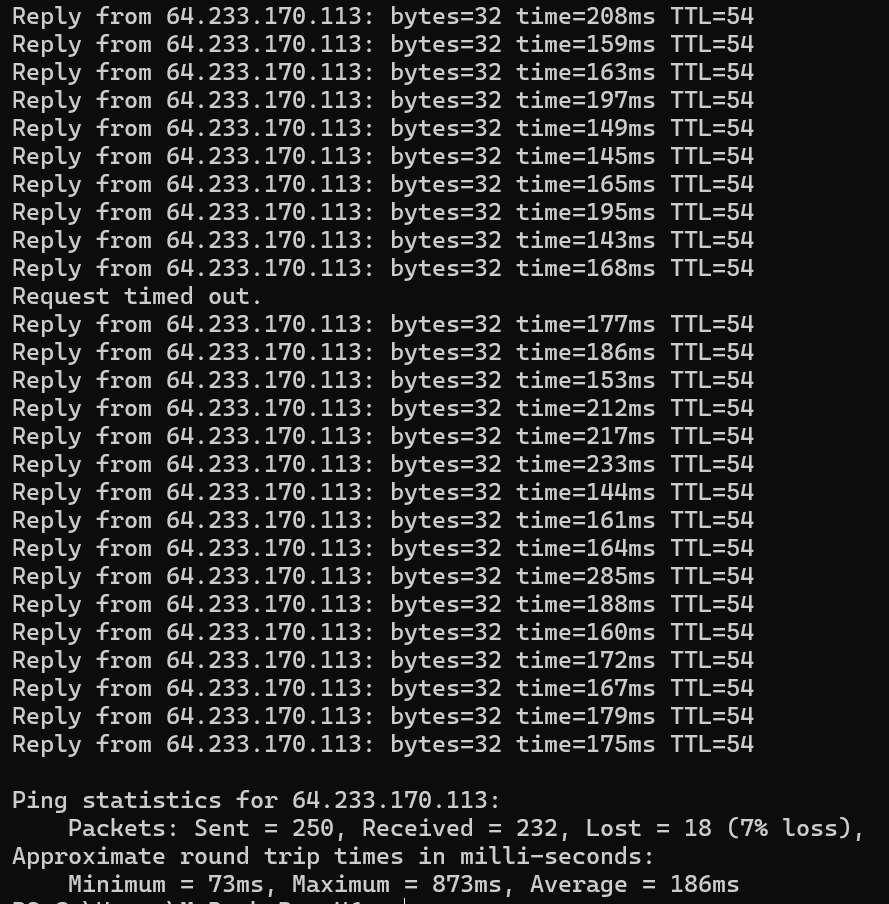 Reply from 64.233.170.113: bytes=32 time=208ms TTL=54
Reply from 64.233.170.113: bytes=32 time=159ms TTL=54
Reply from 64.233.170.113: bytes=32 time=163ms TTL=54
Reply from 64.233.170.113: bytes=32 time=197ms TTL=54
Reply from 64.233.170.113: bytes=32 time=149ms TTL=54
Reply from 64.233.170.113: bytes=32 time=145ms TTL=54
Reply from 64.233.170.113: bytes=32 time=165ms TTL=54
Reply from 64.233.170.113: bytes=32 time=195ms TTL=54
Reply from 64.233.170.113: bytes=32 time=143ms TTL=54
Reply from 64.233.170.113: bytes=32 time=168ms TTL=54
Request timed out.
Reply from 64.233.170.113: bytes=32 time=177ms TTL=54
Reply from 64.233.170.113: bytes=32 time=186ms TTL=54
Reply from 64.233.170.113: bytes=32 time=153ms TTL=54
Reply from 64.233.170.113: bytes=32 time=212ms TTL=54
Reply from 64.233.170.113: bytes=32 time=217ms TTL=54
Reply from 64.233.170.113: bytes=32 time=233ms TTL=54
Reply from 64.233.170.113: bytes=32 time=144ms TTL=54
Reply from 64.233.170.113: bytes=32 time=161ms TTL=54
Reply from 64.233.170.113: bytes=32 time=164ms TTL=54
Reply from 64.233.170.113: bytes=32 time=285ms TTL=54
Reply from 64.233.170.113: bytes=32 time=188ms TTL=54
Reply from 64.233.170.113: bytes=32 time=160ms TTL=54
Reply from 64.233.170.113: bytes=32 time=172ms TTL=54
Reply from 64.233.170.113: bytes=32 time=167ms TTL=54
Reply from 64.233.170.113: bytes=32 time=179ms TTL=54
Reply from 64.233.170.113: bytes=32 time=175ms TTL=54
Ping statistics for 64.233.170.113:
Packets: Sent = 250, Received = 232, Lost = 18 (7% loss),
Approximate round trip times in milli-seconds:
Minimum = 73ms, Maximum = 873ms, Average = 186ms